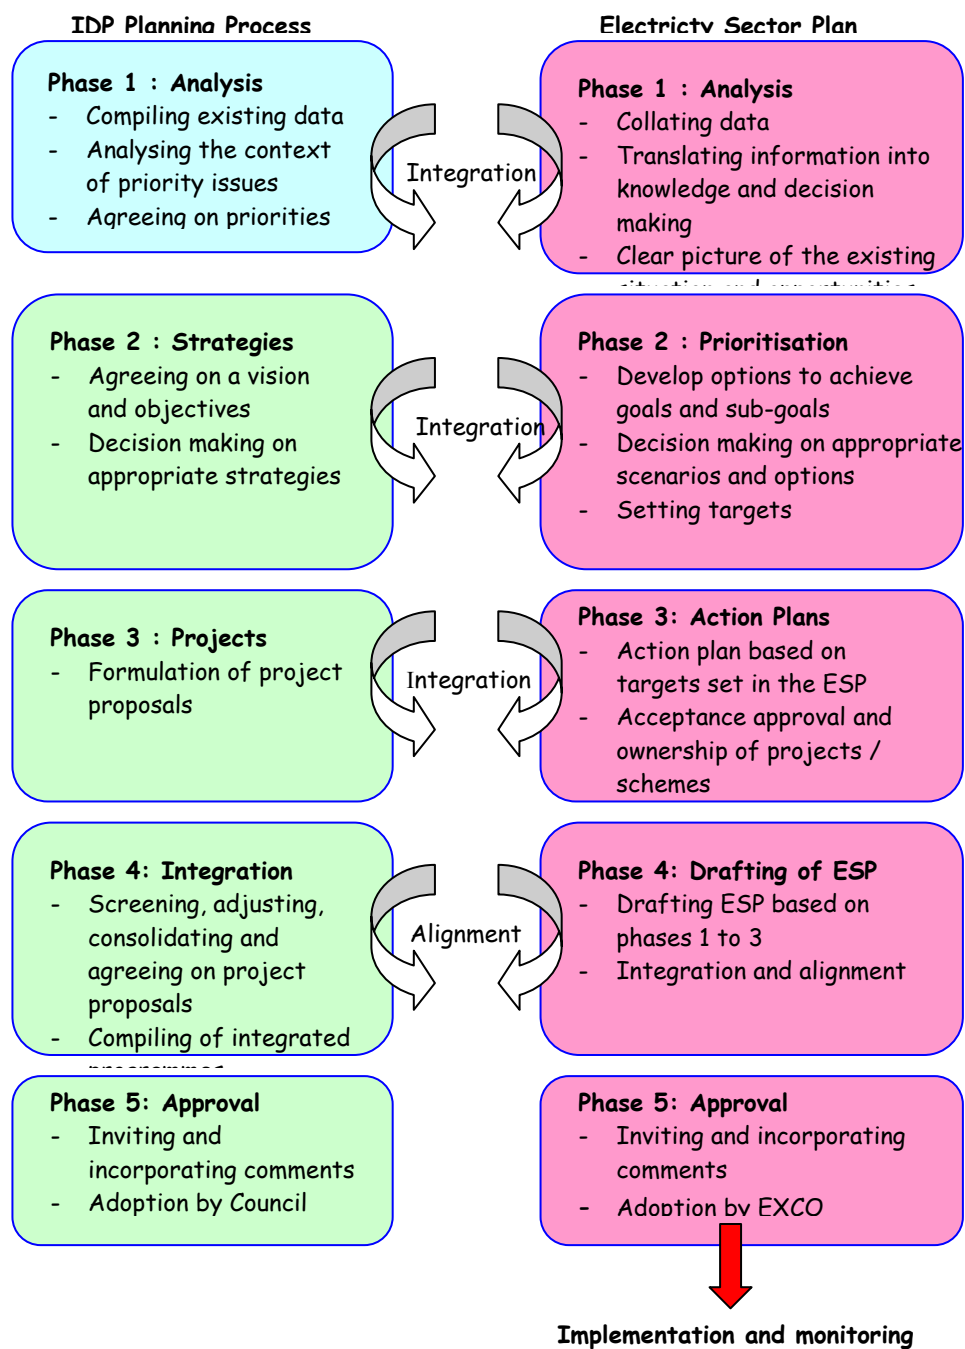 IDP Planning Process
Phase 1 : Analysis
- Compiling existing data
- Analysing the context
of priority issues
- Agreeing on priorities
Integration
Electricty Sector Plan
Phase 1 : Analysis
- Collating data
- Translating information into
knowledge and decision
making
- Clear picture of the existing
situation and opportunities
Phase 2 : Strategies
- Agreeing on a vision
and objectives
- Decision making on
appropriate strategies
Integration
Phase 2 : Prioritisation
- Develop options to achieve
goals and sub-goals
- Decision making on appropriate
scenarios and options
- Setting targets
Phase 3 : Projects
- Formulation of project
proposals
Integration
Phase 3: Action Plans
- Action plan based on
targets set in the ESP
- Acceptance approval and
ownership of projects /
schemes
Phase 4: Integration
- Screening, adjusting,
consolidating and
agreeing on project
proposals
- Compiling of integrated
programmes
Alignment
Phase 4: Drafting of ESP
- Drafting ESP based on
phases 1 to 3
- Integration and alignment
Phase 5: Approval
- Inviting and
incorporating comments
- Adoption by Council
Phase 5: Approval
- Inviting and incorporating
comments
- Adoption by EXCO
Implementation and monitoring